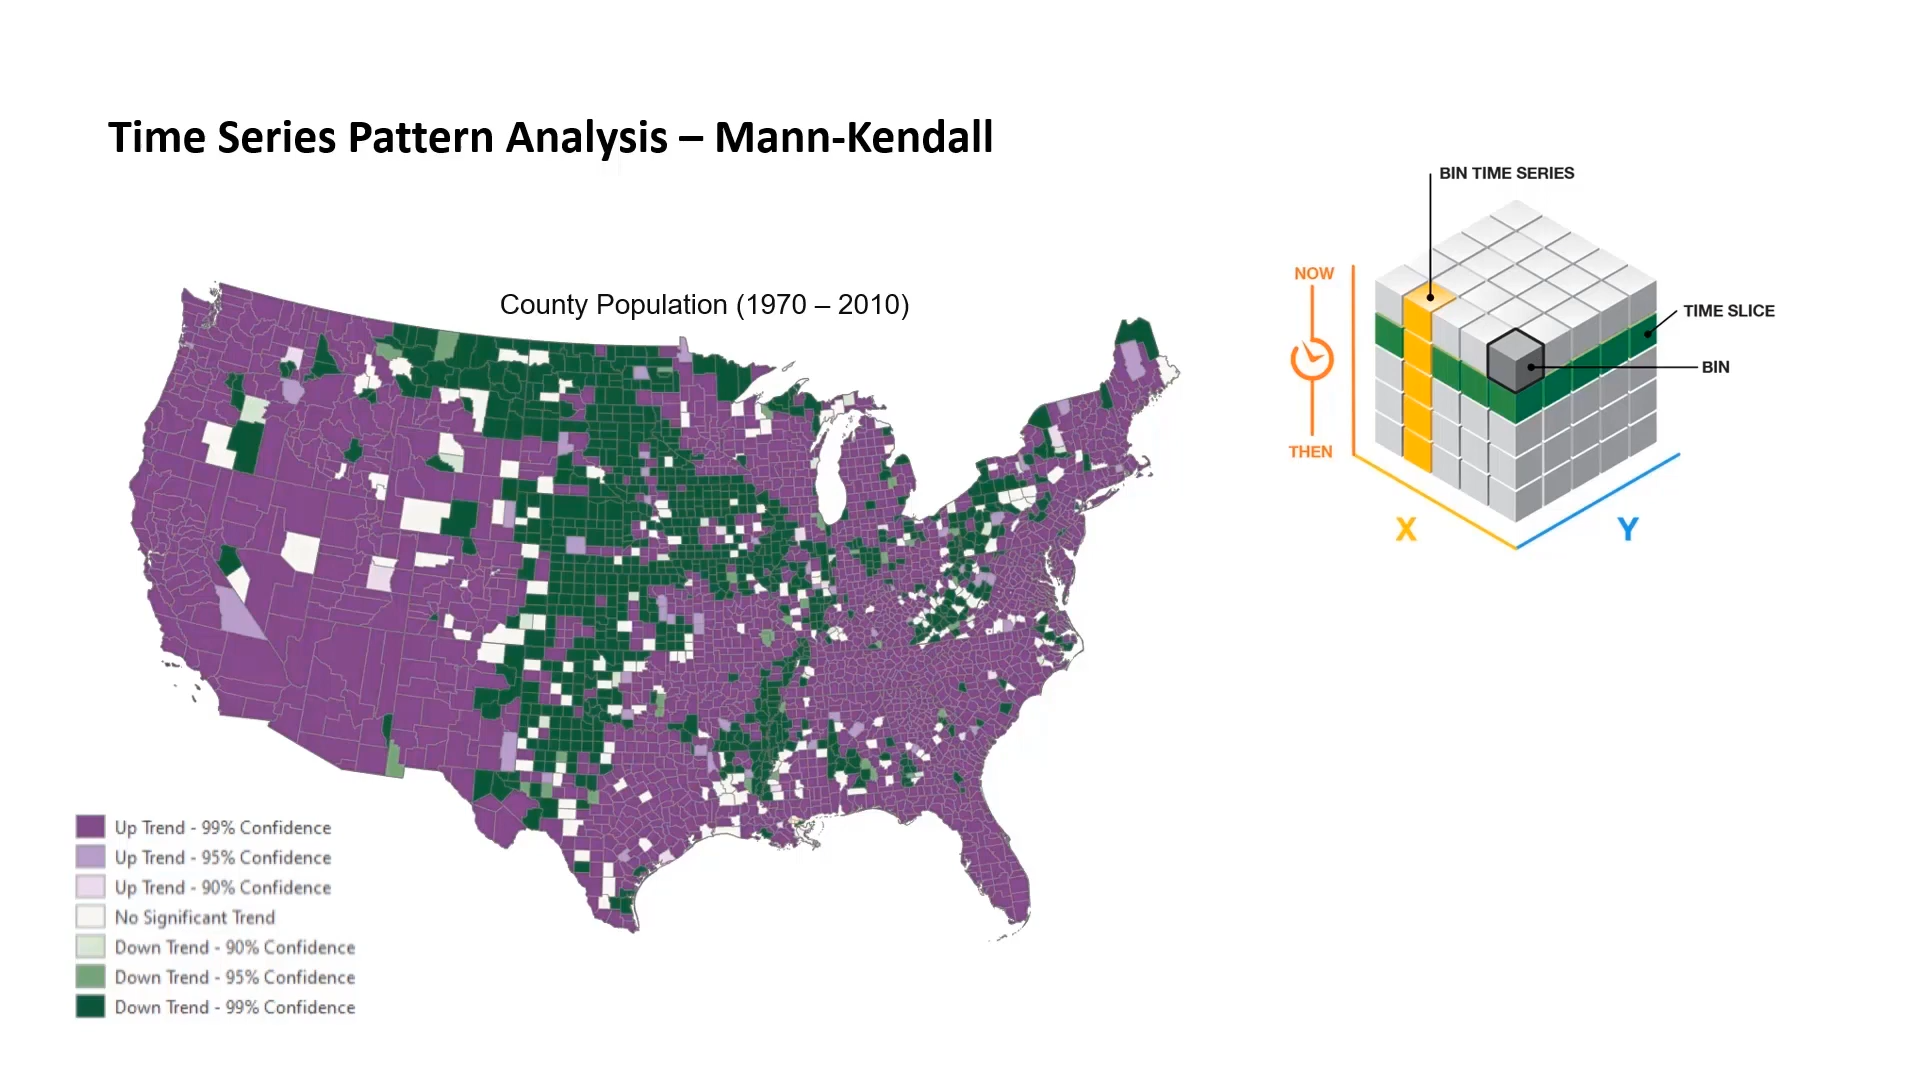 Time Series Pattern Analysis – Mann-Kendall
County Population (1970 – 2010)
Up Trend - 99% Confidence
Up Trend - 95% Confidence
Up Trend - 90% Confidence
No Significant Trend
Down Trend - 90% Confidence
Down Trend - 95% Confidence
Down Trend - 99% Confidence
BIN TIME SERIES
NOW
TIME SLICE
BIN
THEN
X
Y